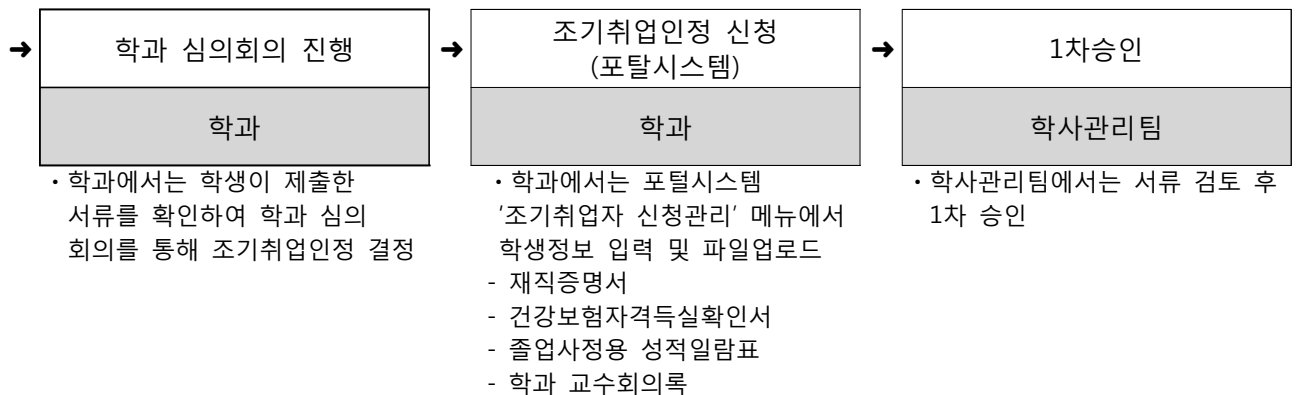 ➜ 학과 심의회의 진행
학과
・학과에서는 학생이 제출한
서류를 확인하여 학과 심의
회의를 통해 조기취업인정 결정
➜ 조기취업인정 신청
(포탈시스템)
학과
・학과에서는 포털시스템
'조기취업자 신청관리' 메뉴에서
학생정보 입력 및 파일업로드
- 재직증명서
- 건강보험자격득실확인서
- 졸업사정용 성적일람표
- 학과 교수회의록
➜ 1차승인
학사관리팀
・학사관리팀에서는 서류 검토 후
1차 승인